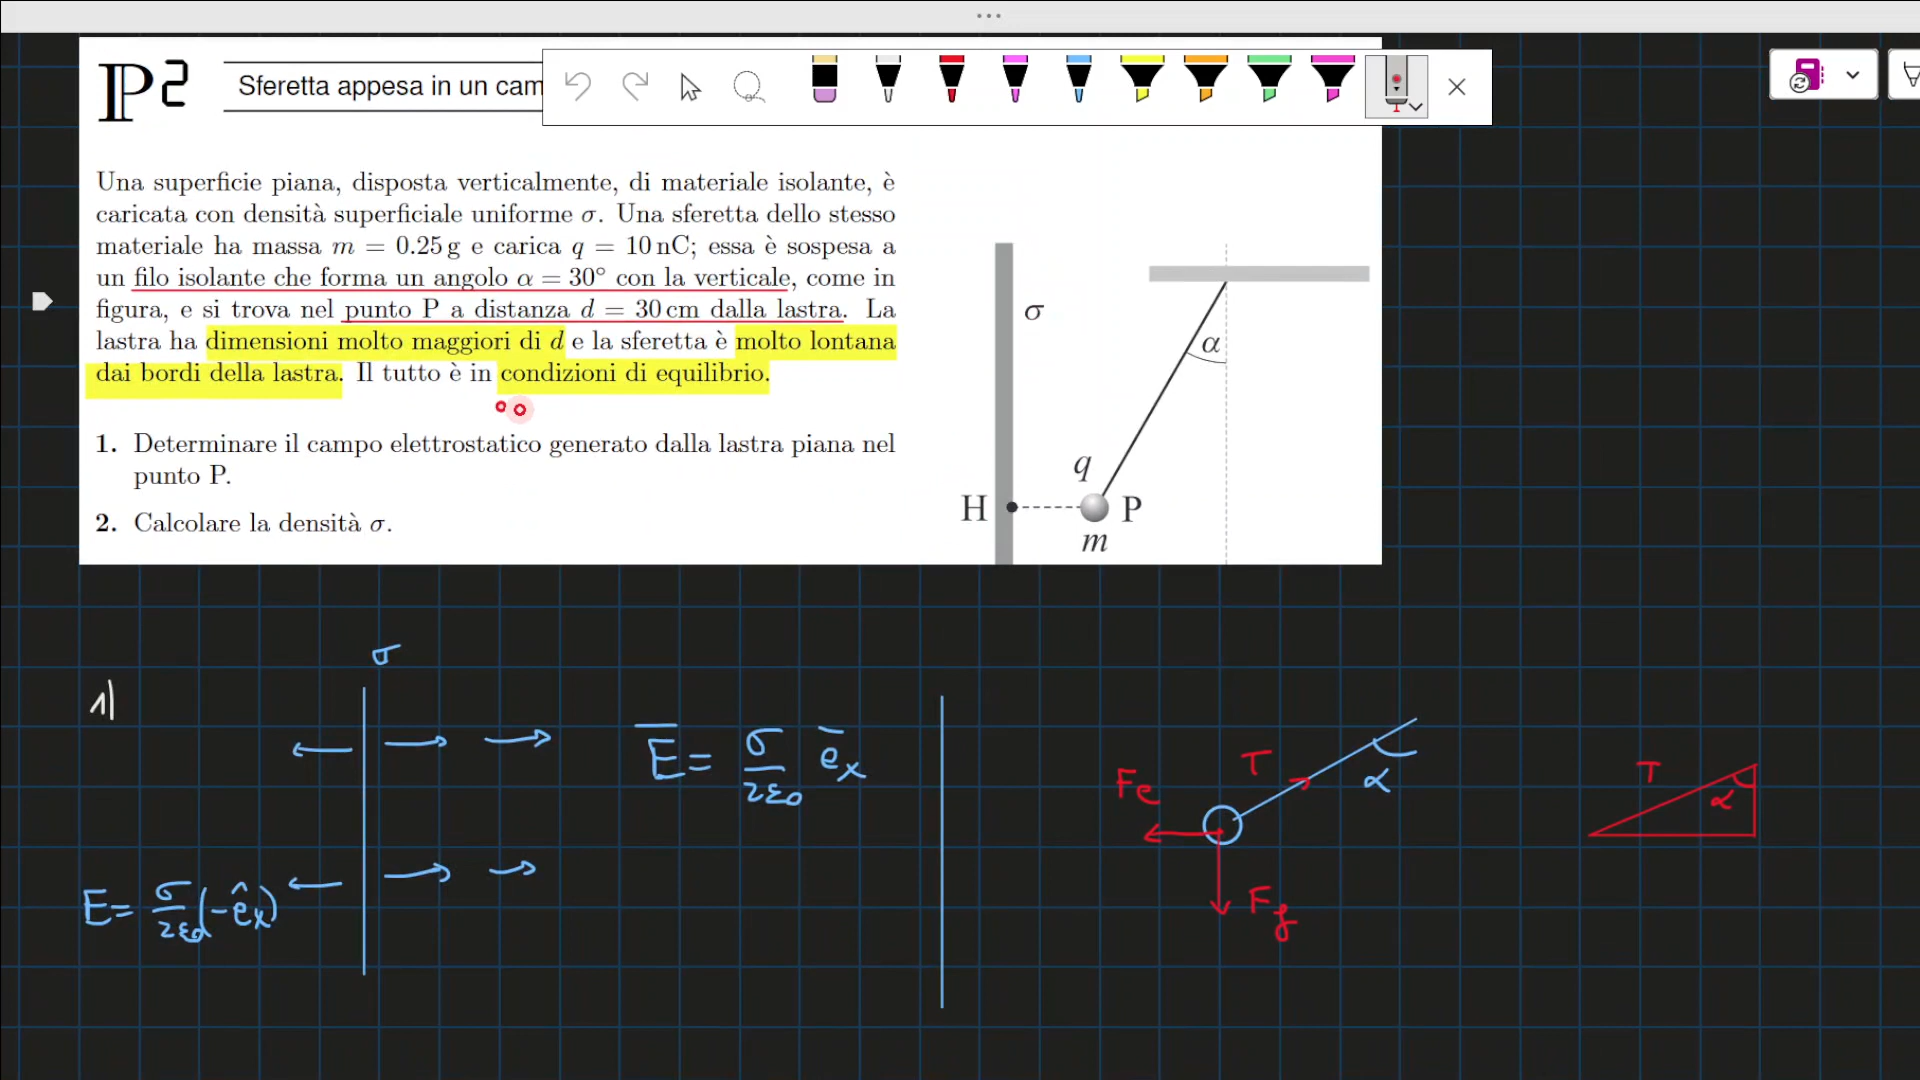 P2
Sferetta appesa in un cam
Una superficie piana, disposta verticalmente, di materiale isolante, è
caricata con densità superficiale uniforme σ. Una sferetta dello stesso
materiale ha massa m = 0.25 g e carica q = 10 nC; essa è sospesa a
un filo isolante che forma un angolo α = 30° con la verticale, come in
figura, e si trova nel punto P a distanza d = 30 cm dalla lastra. La
lastra ha dimensioni molto maggiori di d e la sferetta è molto lontana
dai bordi della lastra. Il tutto è in condizioni di equilibrio.
1. Determinare il campo elettrostatico generato dalla lastra piana nel
punto P.
2. Calcolare la densità σ.
σ
α
q
H
P
m
σ
1)
E̅ = σ/2ε₀ e̅ₓ
E = σ/2ε₀ (-êₓ)
Fe
T
α
Fg
T
α